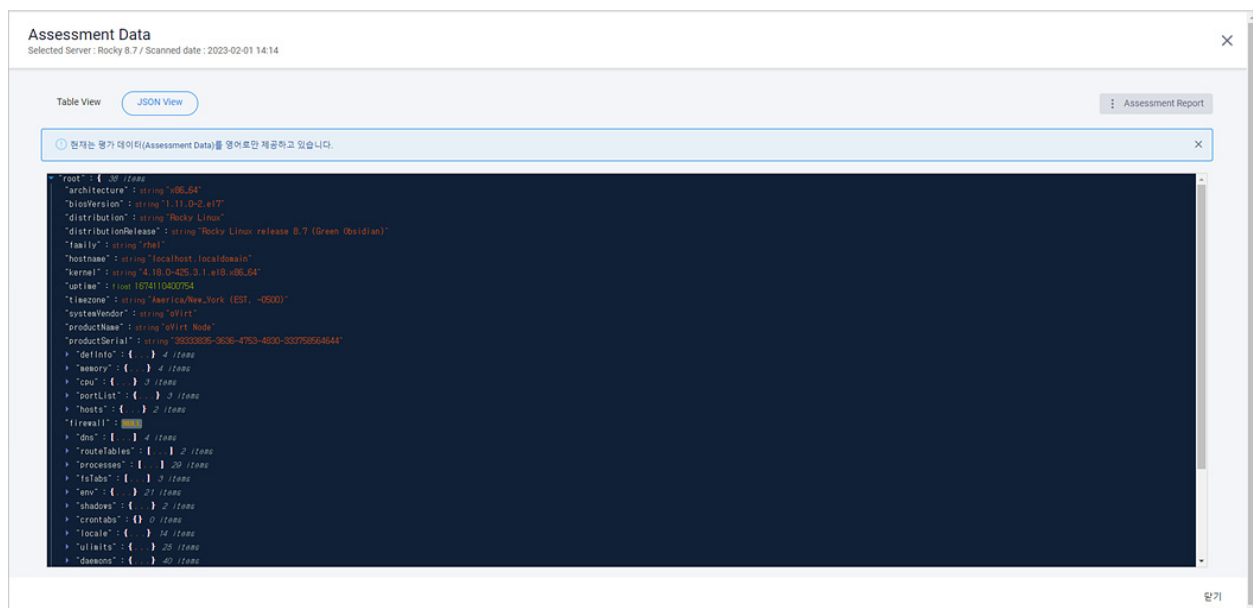 Assessment Data
Selected Server : Rocky 8.7 / Scanned date : 2023-02-01 14:14
Table View JSON View Assessment Report
현재는 평가 데이터(Assessment Data)를 영어로만 제공하고 있습니다.
"root" : { 36 items
"architecture" : string "x86_64"
"biosVersion" : string "1.11.0-2.el7"
"distribution" : string "Rocky Linux"
"distributionRelease" : string "Rocky Linux release 8.7 (Green Obsidian)"
"family" : string "rhel"
"hostname" : string "localhost.localdomain"
"kernel" : string "4.18.0-425.3.1.el8.x86_64"
"uptime" : float 1674110400754
"timezone" : string "America/New_York (EST, -0500)"
"systemVendor" : string "oVirt"
"productName" : string "oVirt Node"
"productSerial" : string "39333835-3636-4753-4830-333758564644"
"defInfo" : {...} 4 items
"memory" : {...} 4 items
"cpu" : {...} 3 items
"portList" : {...} 3 items
"hosts" : {...} 2 items
"firewall" : NULL
"dns" : [...] 4 items
"routeTables" : [...] 2 items
"processes" : [...] 29 items
"fsTabs" : [...] 3 items
"env" : {...} 21 items
"shadows" : {...} 2 items
"crontabs" : {} 0 items
"locale" : {...} 14 items
"ulimits" : {...} 25 items
"daemons" : {...} 40 items
닫기